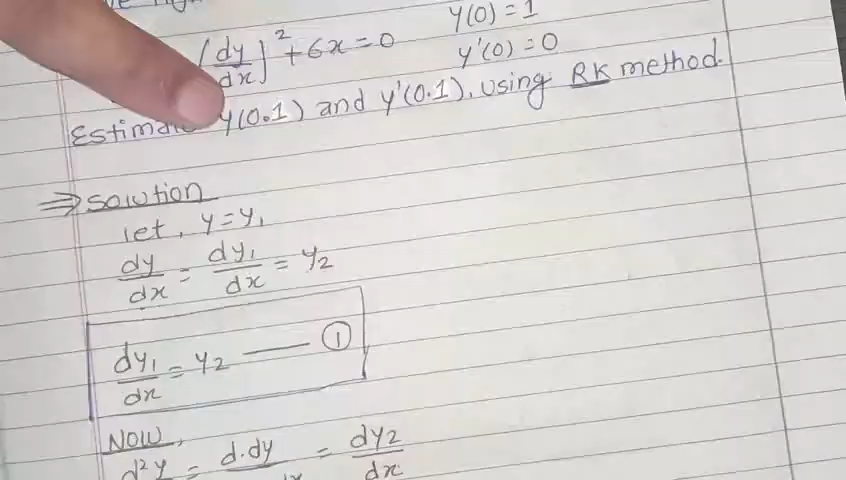 (dy/dx)² + 6x = 0 y(0) = 1
y'(0) = 0
y(0.1) and y'(0.1), using RK method.
⇒ Solution
let, y = y₁
dy/dx = dy₁/dx = y₂
dy₁/dx = y₂ —— ①
Now,
d²y = d.dy = dy₂/dx